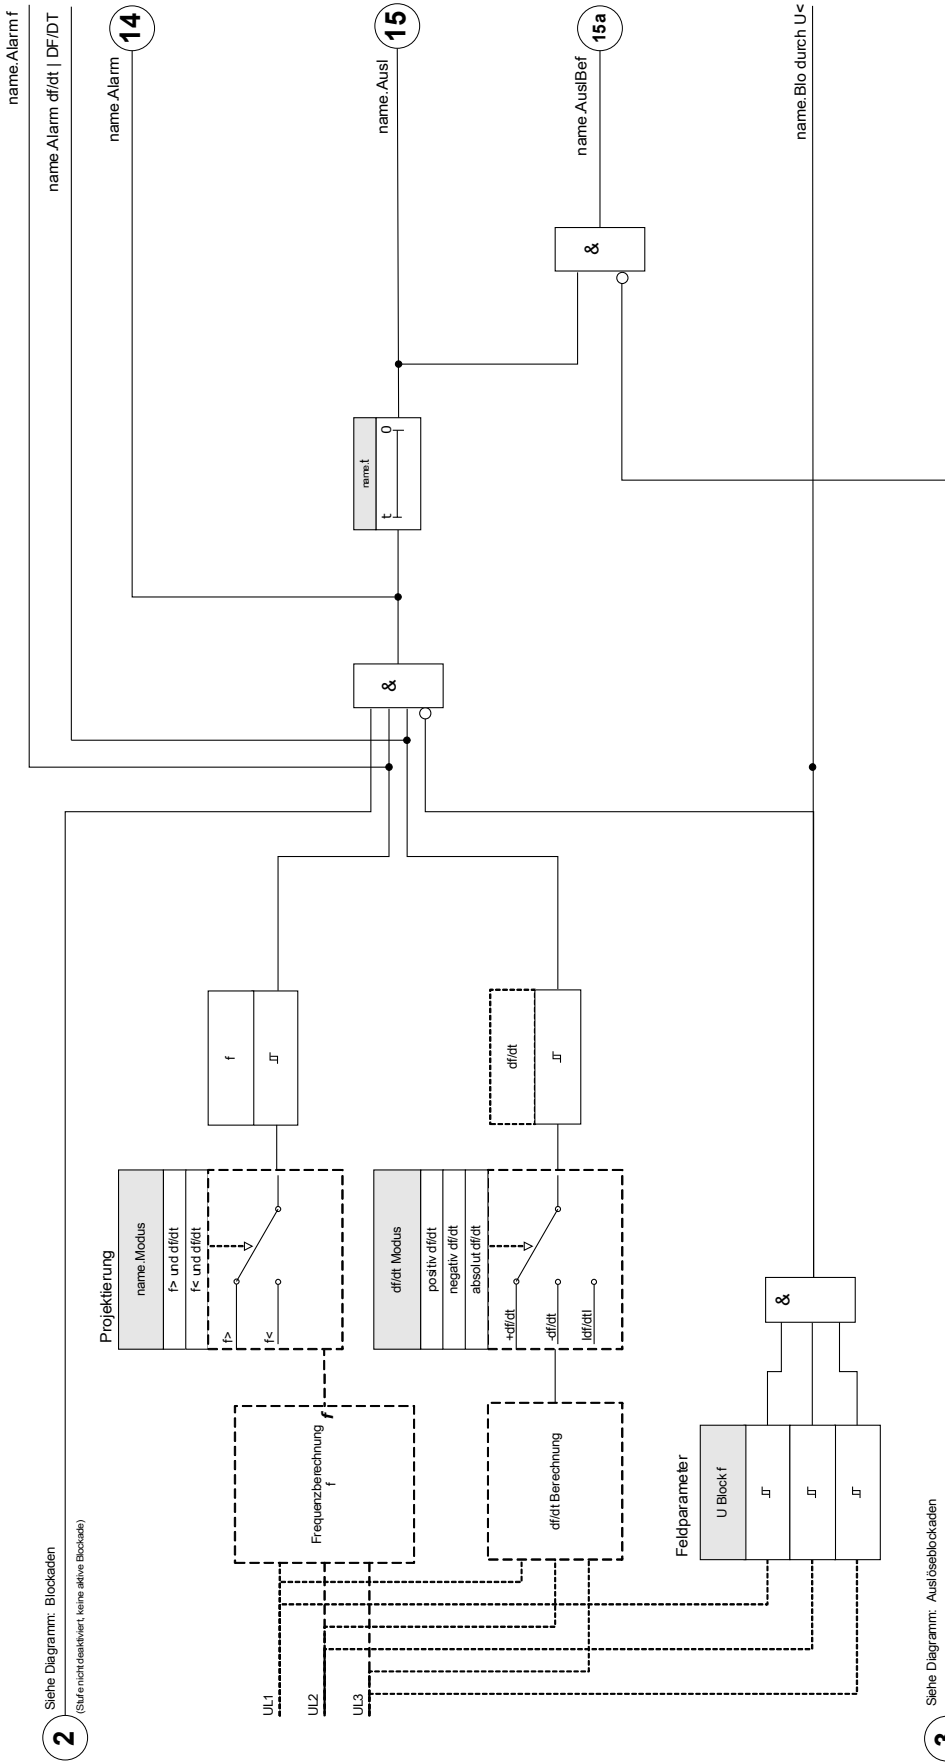 name.Alarm f
name.Alarm df/dt | DF/DT
14
name.Alarm
15
name.Ausl
15a
name.AuslBef
name.Blo durch U<
&
name.t
t 0
&
Projektierung
name.Modus
f> und df/dt
f< und df/dt
f>
f<
f
df/dt Modus
positiv df/dt
negativ df/dt
absolut df/dt
+df/dt
-df/dt
|df/dt|
df/dt
&
Frequenzberechnung
f
f
df/dt Berechnung
Feldparameter
U Block f
2
Siehe Diagramm: Blockaden
(Stufe nicht deaktiviert, keine aktive Blockade)
UL1
UL2
UL3
3
Siehe Diagramm: Auslöseblockaden